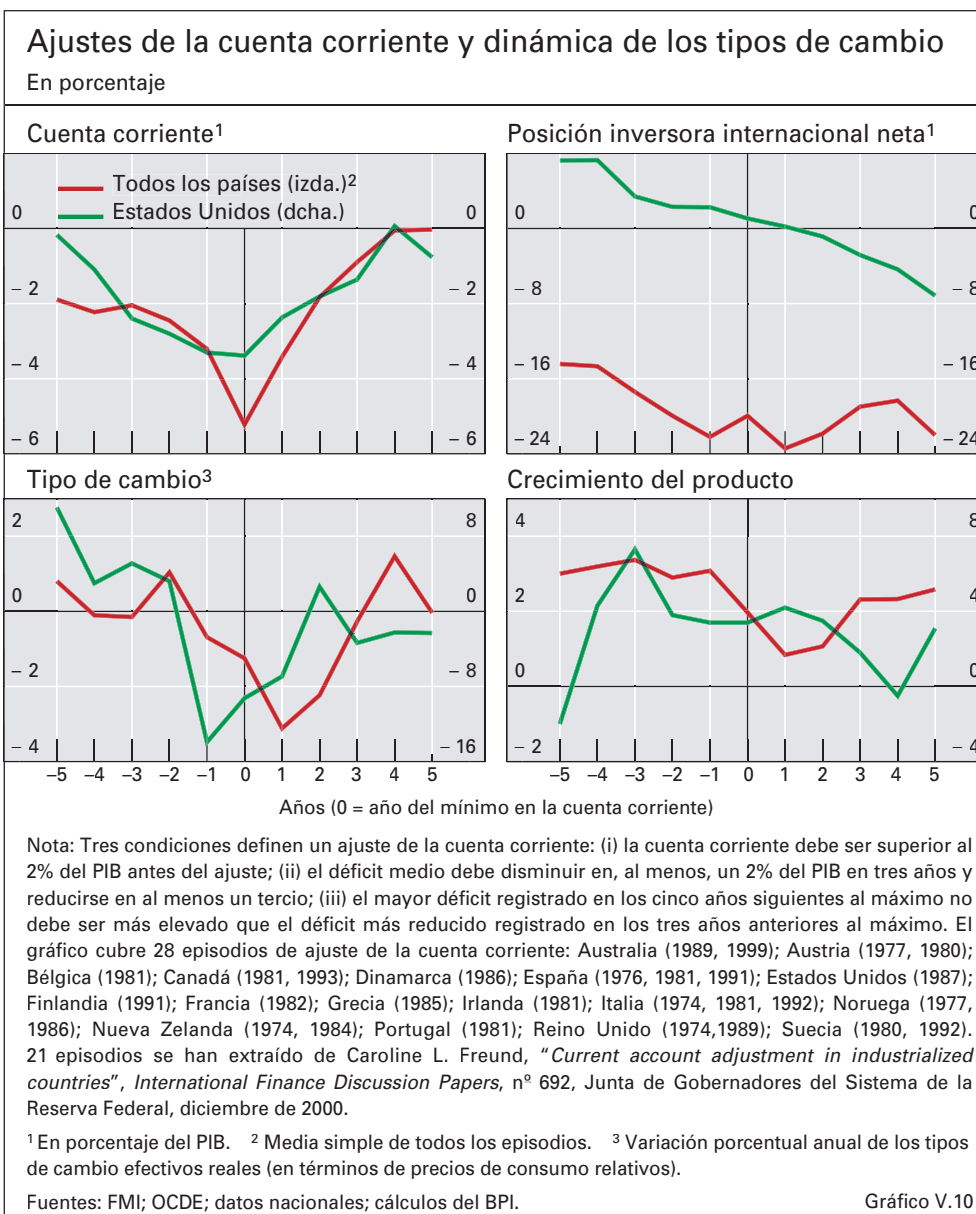 Ajustes de la cuenta corriente y dinámica de los tipos de cambio
En porcentaje
Cuenta corriente¹
Todos los países (izda.)²
Estados Unidos (dcha.)
0 0
– 2 – 2
– 4 – 4
– 6 – 6
Posición inversora internacional neta¹
0 0
– 8 – 8
– 16 – 16
– 24 – 24
Tipo de cambio³
2 8
0 0
– 2 – 8
– 4 – 16
–5 –4 –3 –2 –1 0 1 2 3 4 5
Crecimiento del producto
4 8
2 4
0 0
– 2 – 4
–5 –4 –3 –2 –1 0 1 2 3 4 5
Años (0 = año del mínimo en la cuenta corriente)
Nota: Tres condiciones definen un ajuste de la cuenta corriente: (i) la cuenta corriente debe ser superior al
2% del PIB antes del ajuste; (ii) el déficit medio debe disminuir en, al menos, un 2% del PIB en tres años y
reducirse en al menos un tercio; (iii) el mayor déficit registrado en los cinco años siguientes al máximo no
debe ser más elevado que el déficit más reducido registrado en los tres años anteriores al máximo. El
gráfico cubre 28 episodios de ajuste de la cuenta corriente: Australia (1989, 1999); Austria (1977, 1980);
Bélgica (1981); Canadá (1981, 1993); Dinamarca (1986); España (1976, 1981, 1991); Estados Unidos (1987);
Finlandia (1991); Francia (1982); Grecia (1985); Irlanda (1981); Italia (1974, 1981, 1992); Noruega (1977,
1986); Nueva Zelanda (1974, 1984); Portugal (1981); Reino Unido (1974,1989); Suecia (1980, 1992).
21 episodios se han extraído de Caroline L. Freund, “Current account adjustment in industrialized
countries”, International Finance Discussion Papers, nº 692, Junta de Gobernadores del Sistema de la
Reserva Federal, diciembre de 2000.
¹ En porcentaje del PIB. ² Media simple de todos los episodios. ³ Variación porcentual anual de los tipos
de cambio efectivos reales (en términos de precios de consumo relativos).
Fuentes: FMI; OCDE; datos nacionales; cálculos del BPI. Gráfico V.10